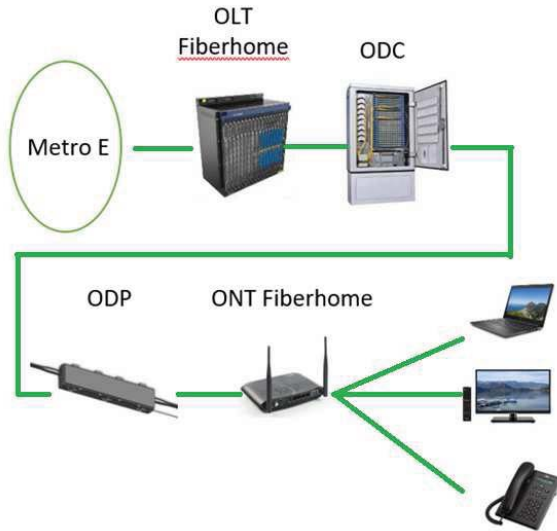 OLT
Fiberhome
ODC
Metro E
ODP
ONT Fiberhome